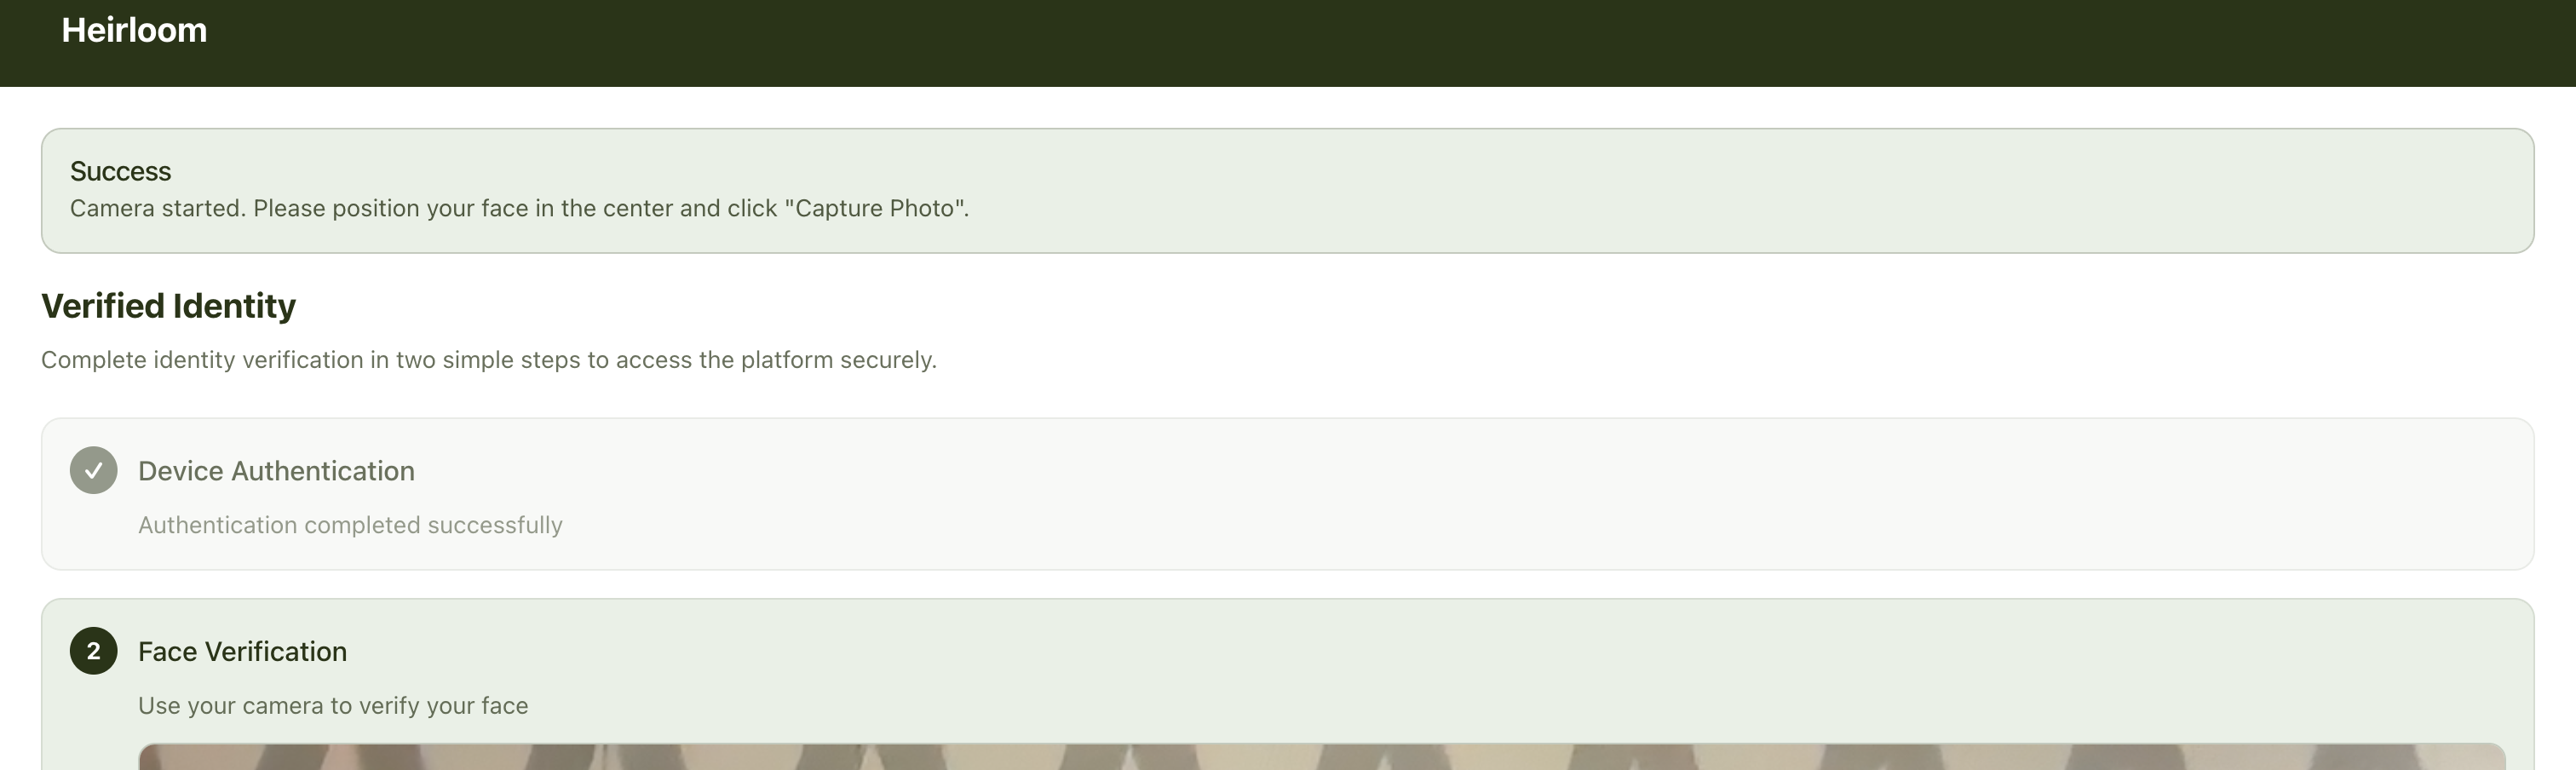 Heirloom
Success
Camera started. Please position your face in the center and click "Capture Photo".
Verified Identity
Complete identity verification in two simple steps to access the platform securely.
Device Authentication
Authentication completed successfully
2 Face Verification
Use your camera to verify your face